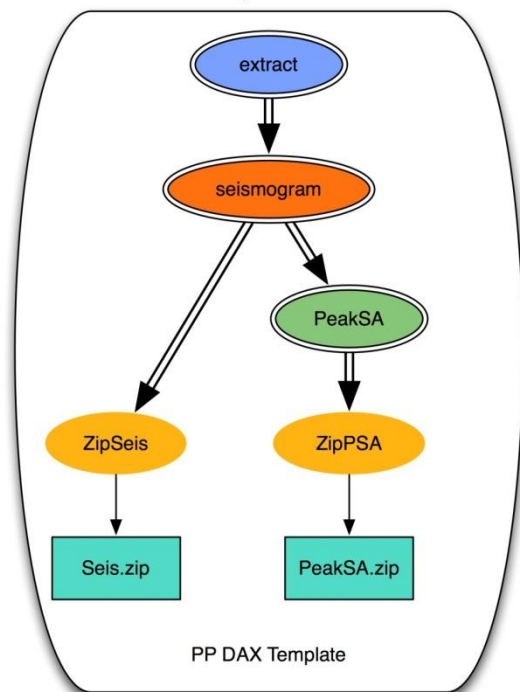 extract
seismogram
PeakSA
ZipSeis
ZipPSA
Seis.zip
PeakSA.zip
PP DAX Template